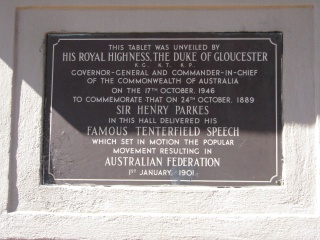 THIS TABLET WAS UNVEILED BY
HIS ROYAL HIGHNESS, THE DUKE OF GLOUCESTER
K.G. K.T. K.P.
GOVERNOR-GENERAL AND COMMANDER-IN-CHIEF
OF THE COMMONWEALTH OF AUSTRALIA
ON THE 17TH OCTOBER, 1946
TO COMMEMORATE THAT ON 24TH OCTOBER, 1889
SIR HENRY PARKES
IN THIS HALL DELIVERED HIS
FAMOUS TENTERFIELD SPEECH
WHICH SET IN MOTION THE POPULAR
MOVEMENT RESULTING IN
AUSTRALIAN FEDERATION
1ST JANUARY, 1901